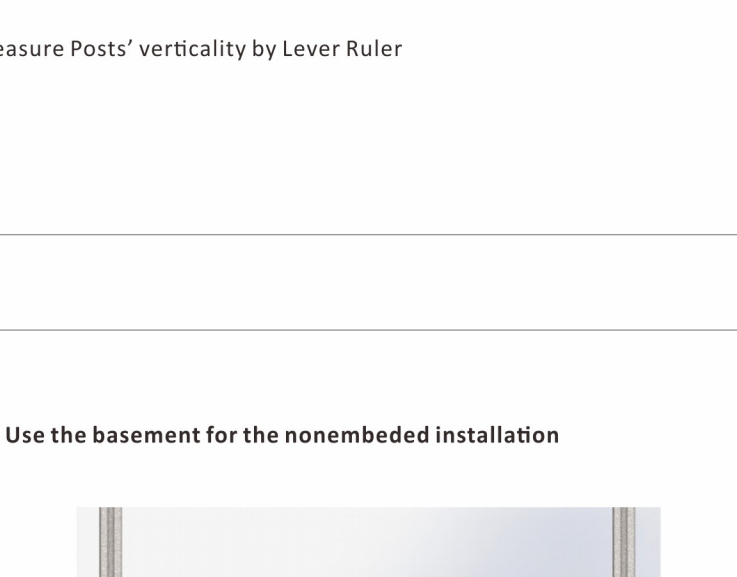 easure Posts’ verticality by Lever Ruler
Use the basement for the nonembeded installation